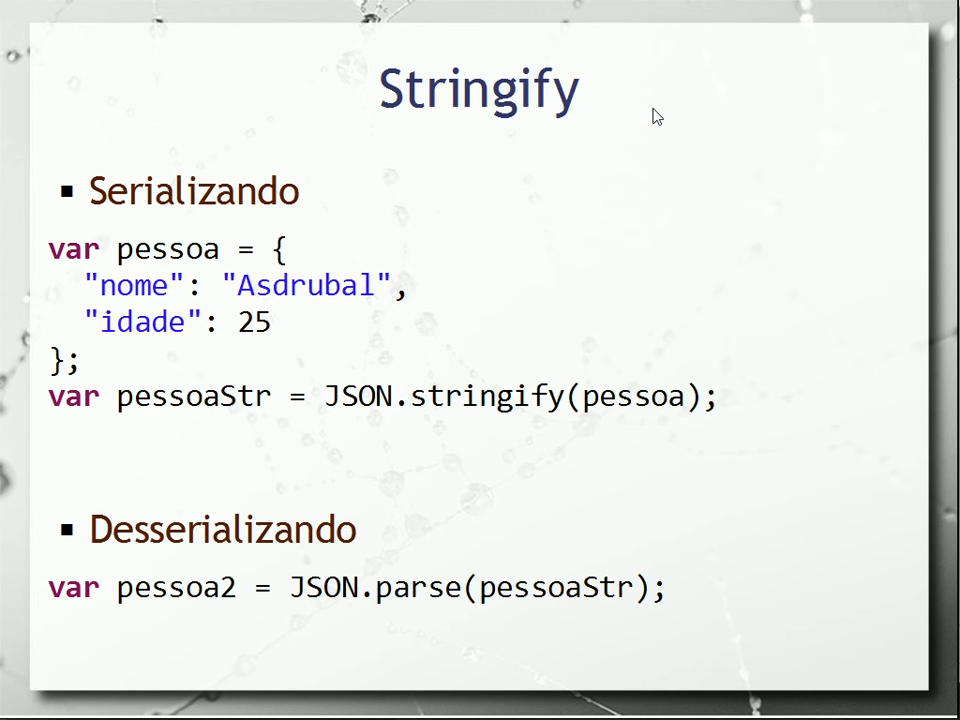 Stringify
▪ Serializando
var pessoa = {
  "nome": "Asdrubal",
  "idade": 25
};
var pessoaStr = JSON.stringify(pessoa);
▪ Desserializando
var pessoa2 = JSON.parse(pessoaStr);